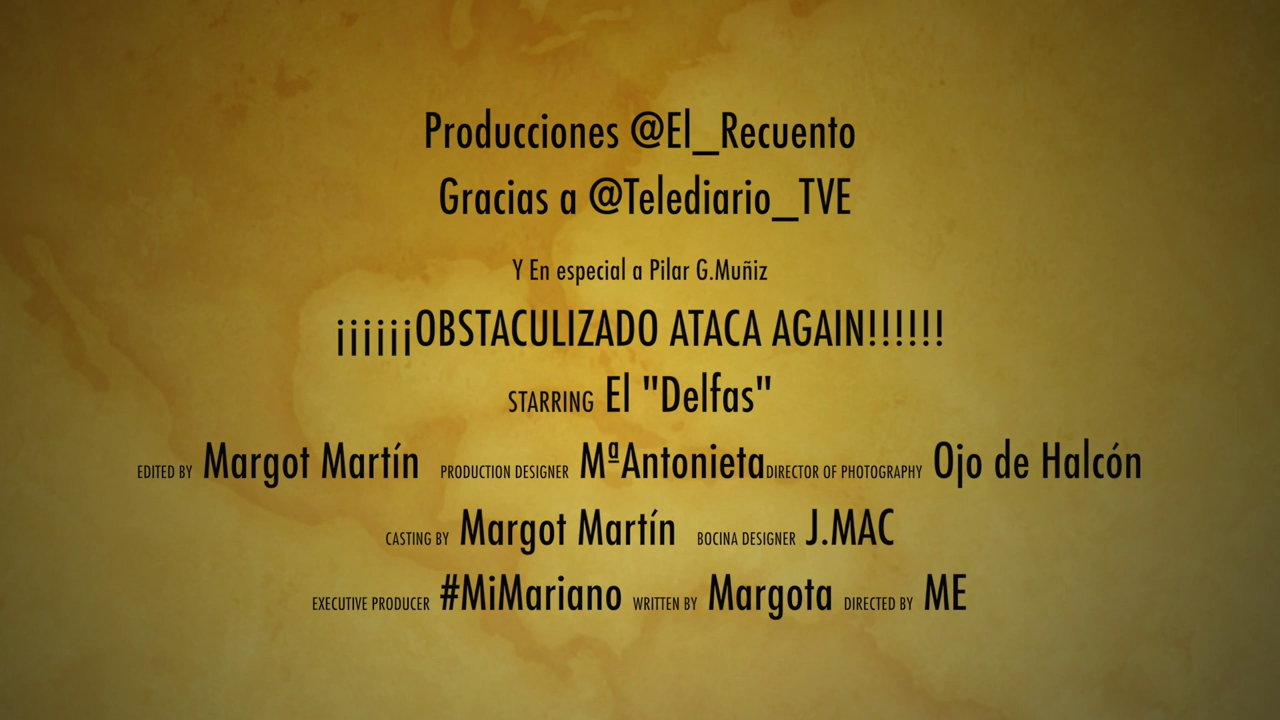 Producciones @El_Recuento
Gracias a @Telediario_TVE
Y En especial a Pilar G.Muñiz
¡¡¡¡¡¡OBSTACULIZADO ATACA AGAIN!!!!!!
STARRING El "Delfas"
EDITED BY Margot Martín PRODUCTION DESIGNER MªAntonieta DIRECTOR OF PHOTOGRAPHY Ojo de Halcón
CASTING BY Margot Martín BOCINA DESIGNER J.MAC
EXECUTIVE PRODUCER #MiMariano WRITTEN BY Margota DIRECTED BY ME